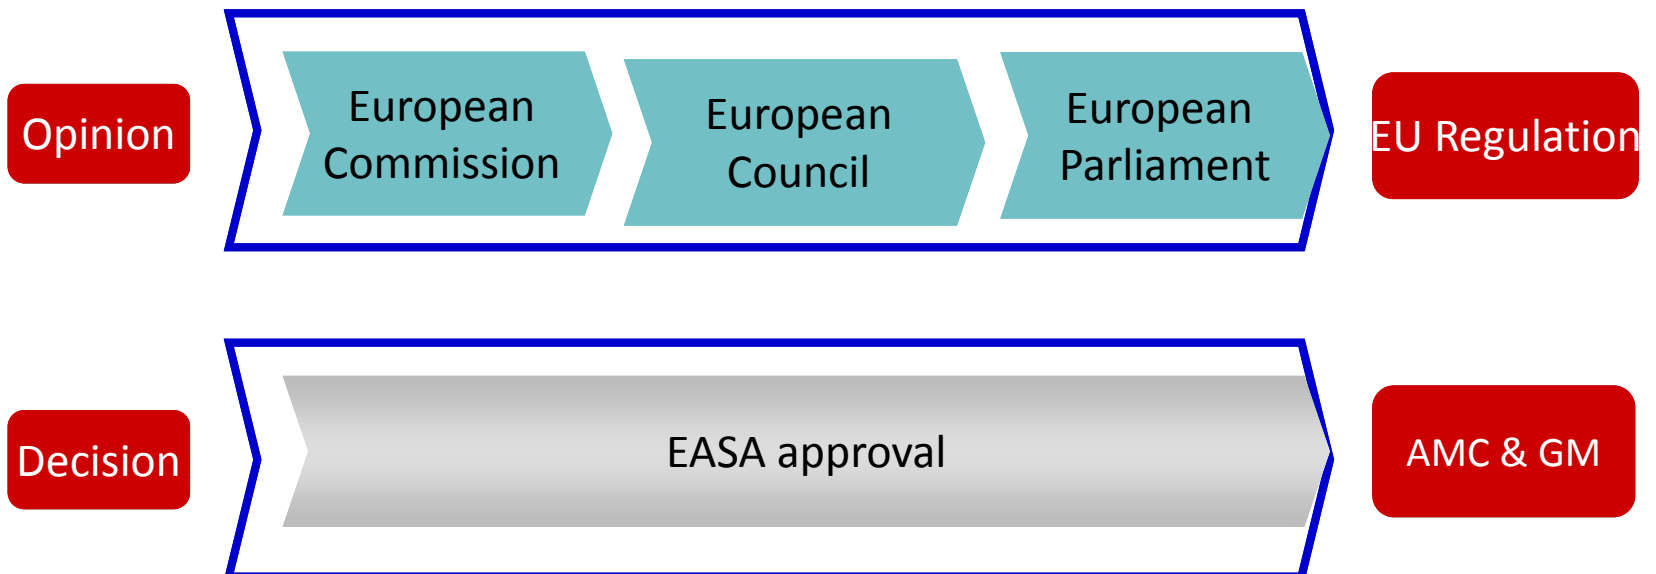 Opinion
European
Commission
European
Council
European
Parliament
EU Regulation
Decision
EASA approval
AMC & GM